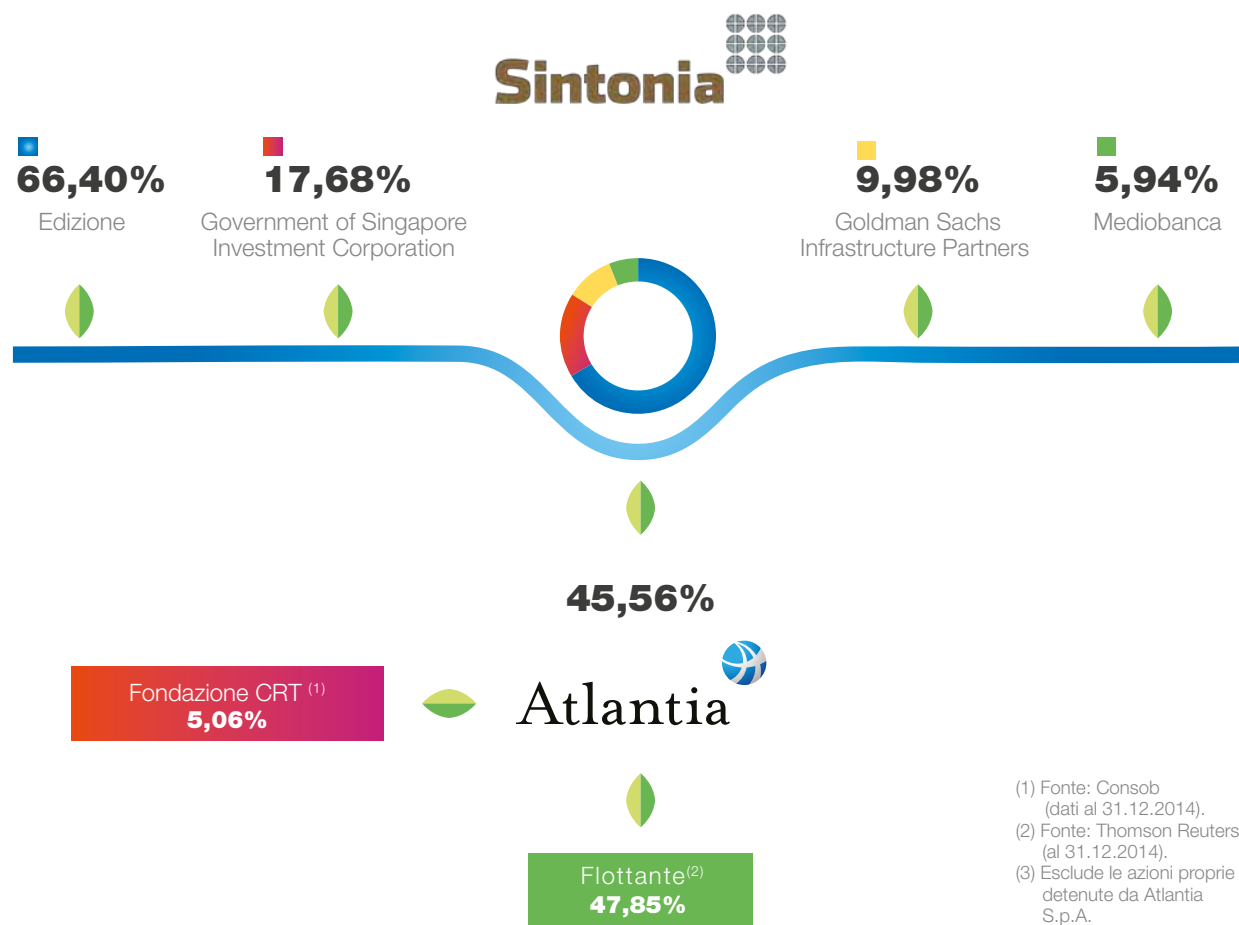 Sintonia
66,40%
Edizione
17,68%
Government of Singapore
Investment Corporation
9,98%
Goldman Sachs
Infrastructure Partners
5,94%
Mediobanca
45,56%
Fondazione CRT (1)
5,06%
Atlantia
Flottante(2)
47,85%
(1) Fonte: Consob
(dati al 31.12.2014).
(2) Fonte: Thomson Reuters
(al 31.12.2014).
(3) Esclude le azioni proprie
detenute da Atlantia
S.p.A.